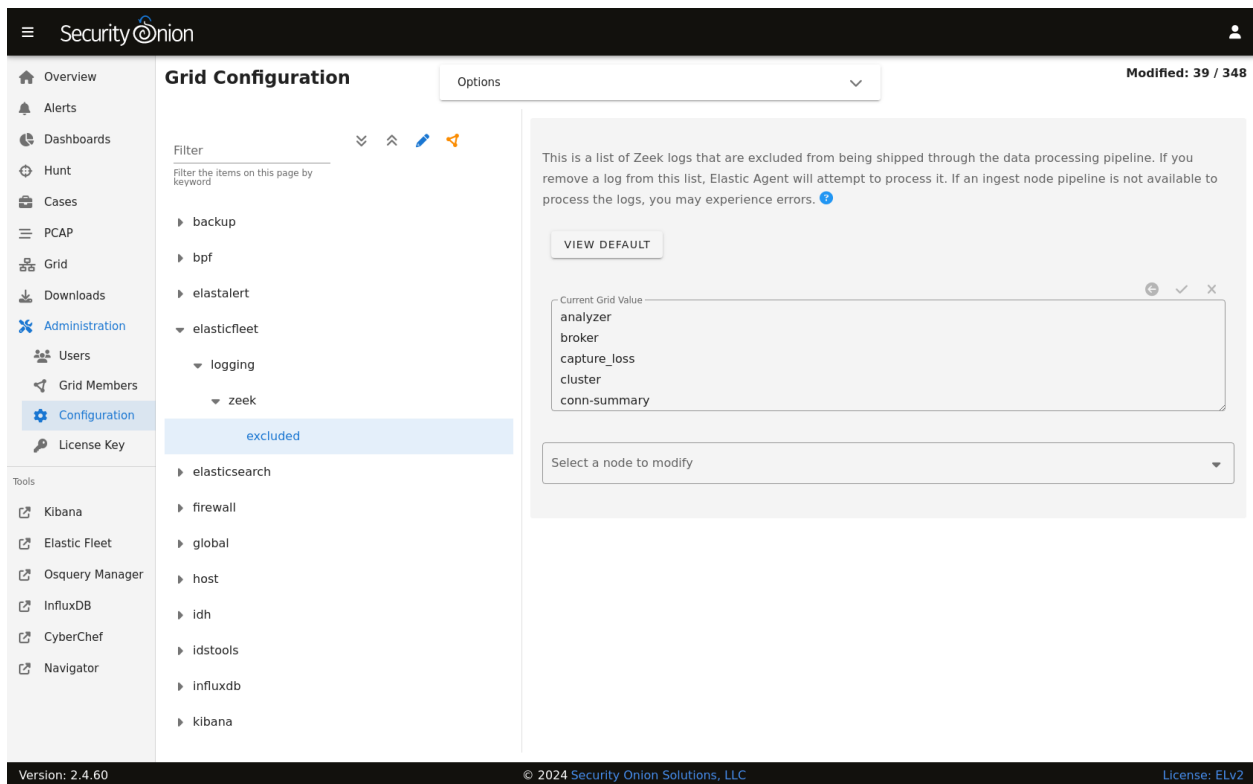 Security Onion
Overview
Alerts
Dashboards
Hunt
Cases
PCAP
Grid
Downloads
Administration
Users
Grid Members
Configuration
License Key
Tools
Kibana
Elastic Fleet
Osquery Manager
InfluxDB
CyberChef
Navigator
Grid Configuration
Options
Modified: 39 / 348
Filter
Filter the items on this page by
keyword
backup
bpf
elastalert
elasticfleet
logging
zeek
excluded
elasticsearch
firewall
global
host
idh
idstools
influxdb
kibana
This is a list of Zeek logs that are excluded from being shipped through the data processing pipeline. If you
remove a log from this list, Elastic Agent will attempt to process it. If an ingest node pipeline is not available to
process the logs, you may experience errors. ?
VIEW DEFAULT
Current Grid Value
analyzer
broker
capture_loss
cluster
conn-summary
Select a node to modify
Version: 2.4.60
© 2024 Security Onion Solutions, LLC
License: ELv2